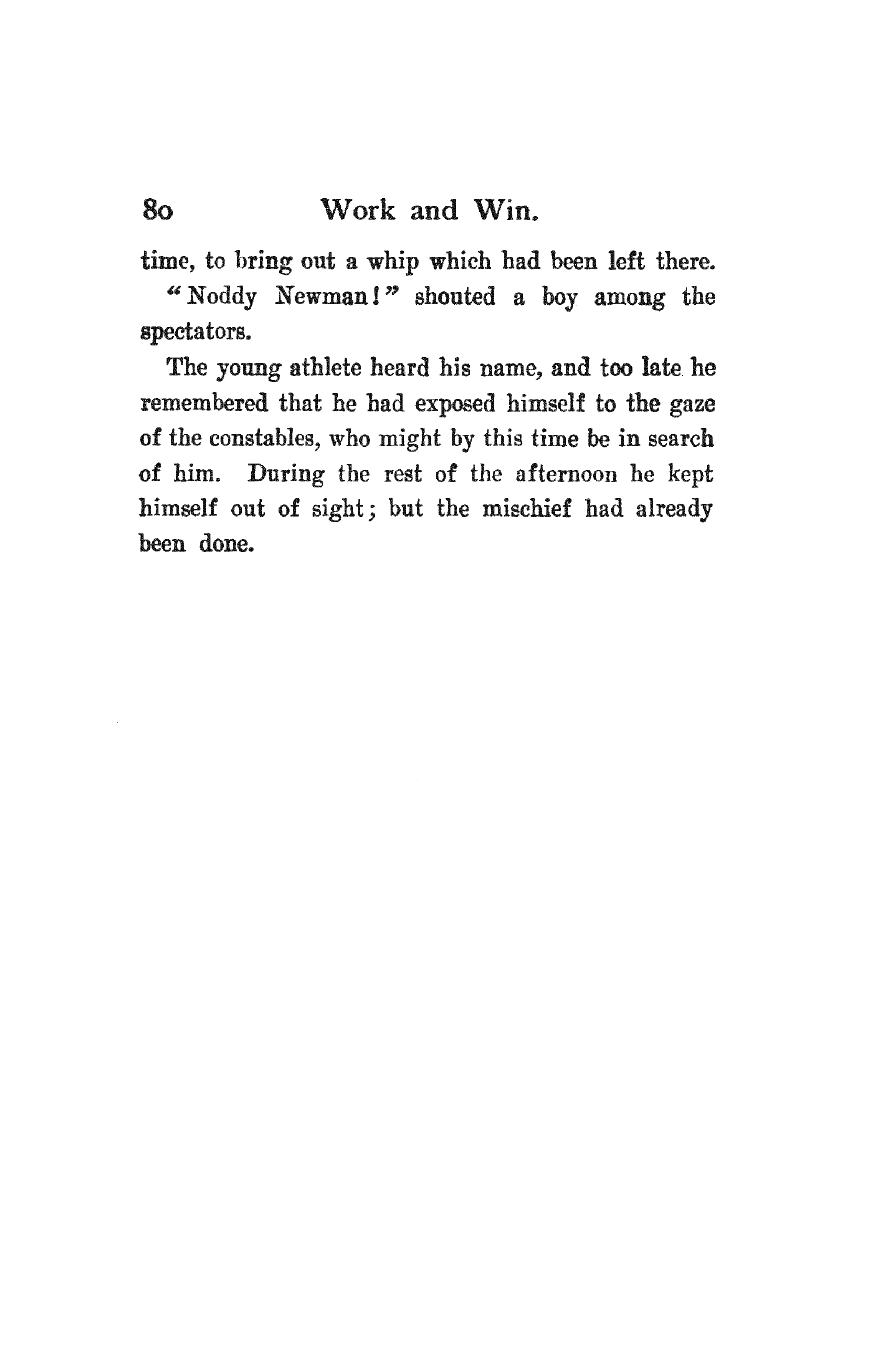 80 Work and Win.
time, to bring out a whip which had been left there.
“Noddy Newman!” shouted a boy among the
spectators.
The young athlete heard his name, and too late he
remembered that he had exposed himself to the gaze
of the constables, who might by this time be in search
of him. During the rest of the afternoon he kept
himself out of sight; but the mischief had already
been done.